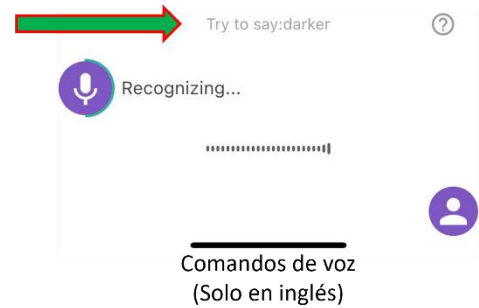 Try to say:darker
Recognizing...
Comandos de voz
(Solo en inglés)